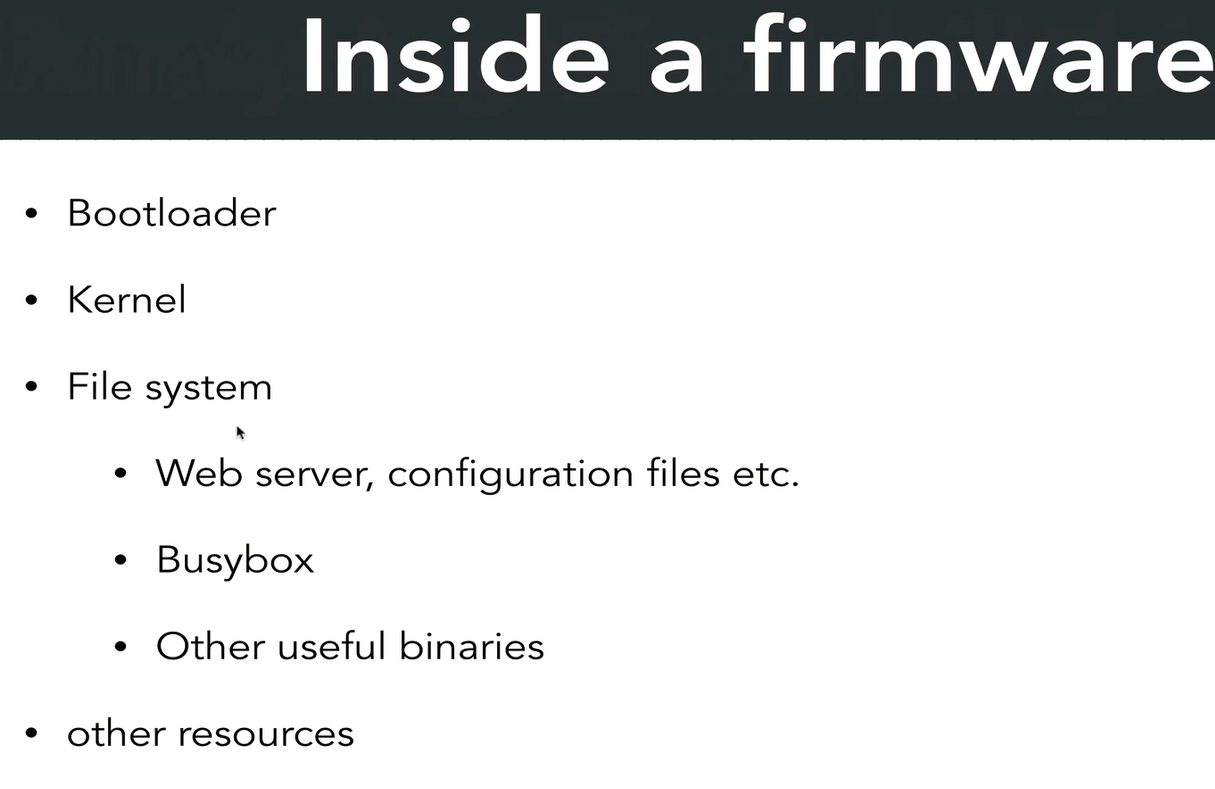 Inside a firmware
• Bootloader
• Kernel
• File system
• Web server, configuration files etc.
• Busybox
• Other useful binaries
• other resources